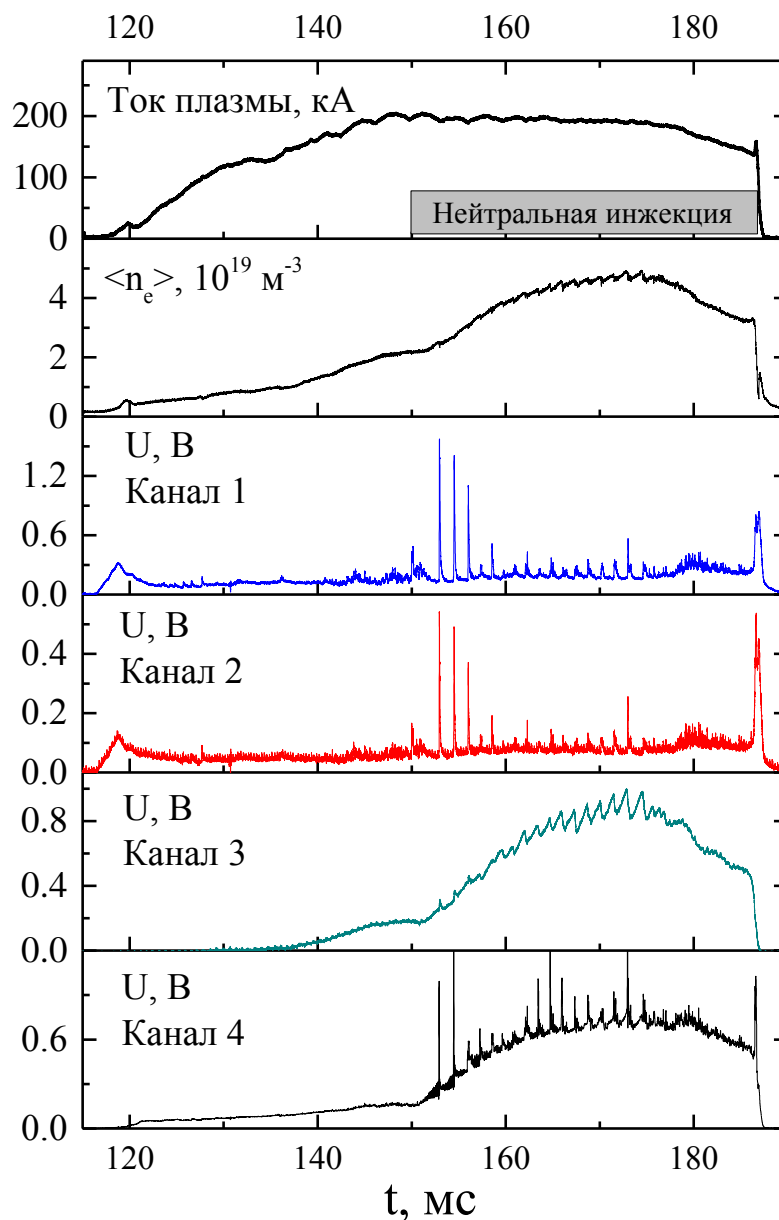 120 140 160 180
Ток плазмы, кА
200
100
0
Нейтральная инжекция
<n_e>, 10^19 м^-3
4
2
0
U, В
Канал 1
1.2
0.6
0.0
U, В
Канал 2
0.4
0.2
0.0
U, В
Канал 3
0.8
0.4
0.0
U, В
Канал 4
0.6
0.0
120 140 160 180
t, мс